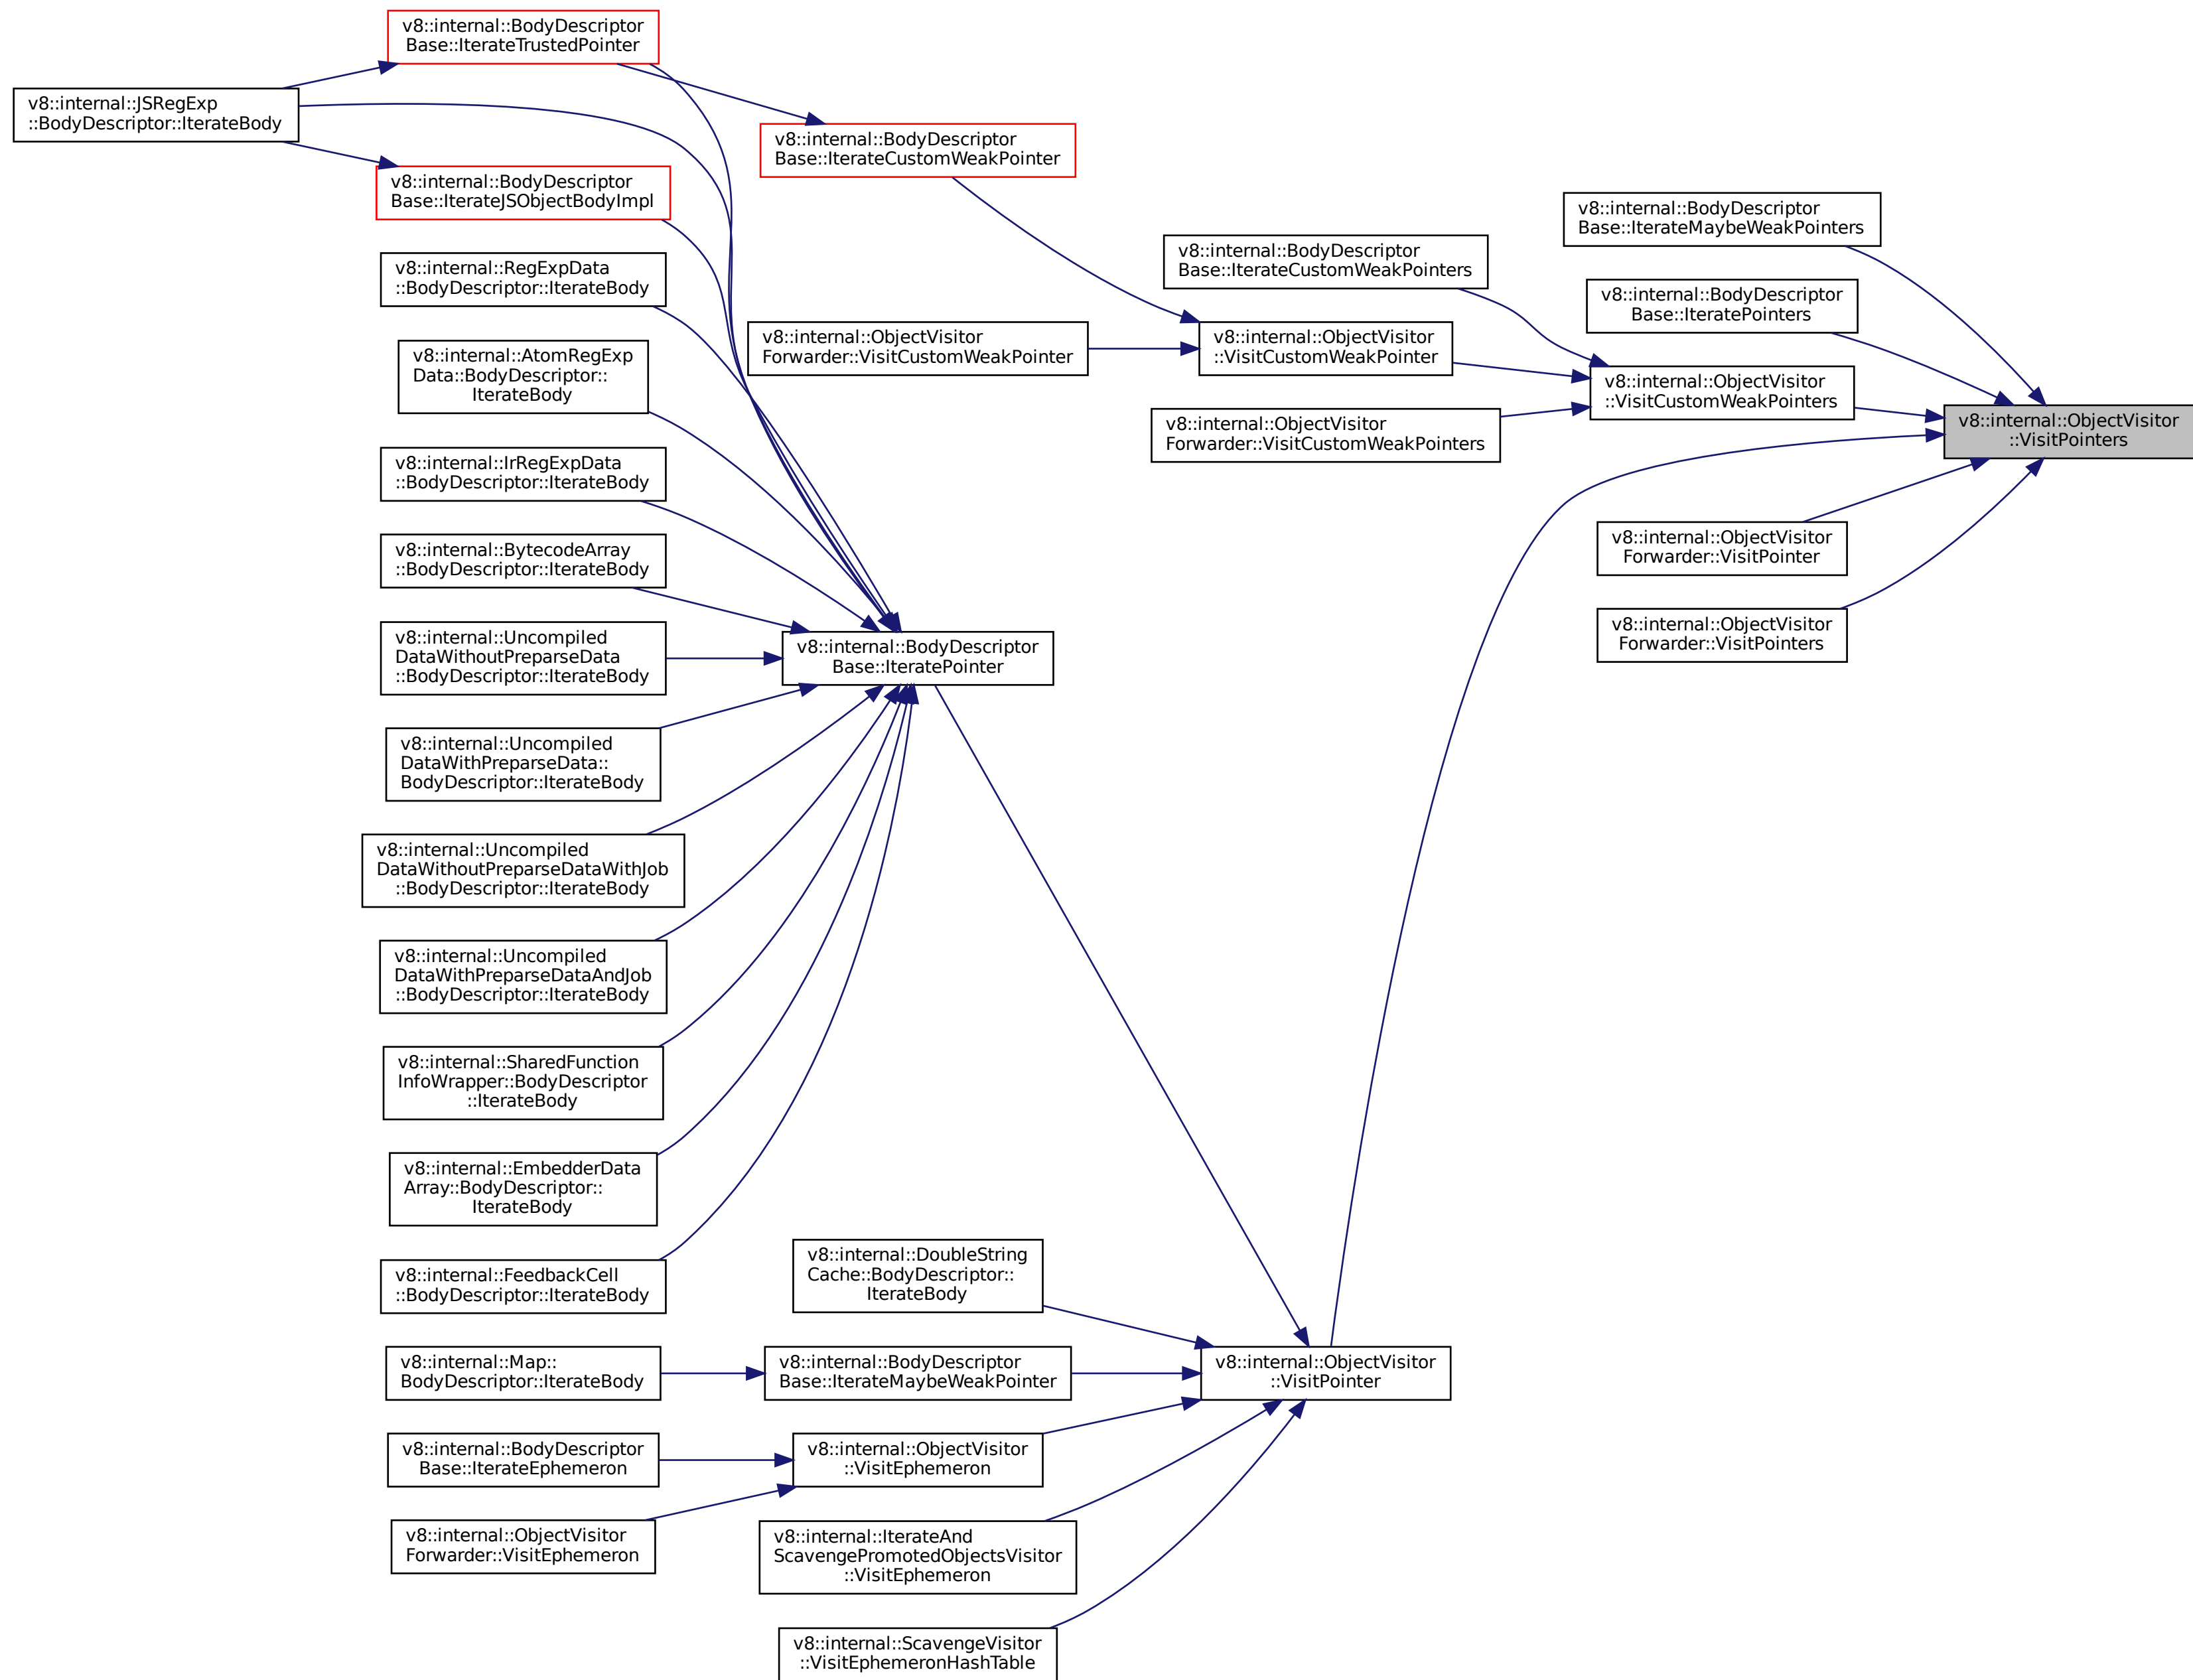 v8::internal::BodyDescriptor
Base::IterateTrustedPointer
v8::internal::JSRegExp
::BodyDescriptor::IterateBody
v8::internal::BodyDescriptor
Base::IterateJSObjectBodyImpl
v8::internal::RegExpData
::BodyDescriptor::IterateBody
v8::internal::AtomRegExp
Data::BodyDescriptor::
IterateBody
v8::internal::IrRegExpData
::BodyDescriptor::IterateBody
v8::internal::BytecodeArray
::BodyDescriptor::IterateBody
v8::internal::Uncompiled
DataWithoutPreparseData
::BodyDescriptor::IterateBody
v8::internal::Uncompiled
DataWithPreparseData::
BodyDescriptor::IterateBody
v8::internal::Uncompiled
DataWithoutPreparseDataWithJob
::BodyDescriptor::IterateBody
v8::internal::Uncompiled
DataWithPreparseDataAndJob
::BodyDescriptor::IterateBody
v8::internal::SharedFunction
InfoWrapper::BodyDescriptor
::IterateBody
v8::internal::EmbedderData
Array::BodyDescriptor::
IterateBody
v8::internal::FeedbackCell
::BodyDescriptor::IterateBody
v8::internal::Map::
BodyDescriptor::IterateBody
v8::internal::BodyDescriptor
Base::IterateEphemeron
v8::internal::ObjectVisitor
Forwarder::VisitEphemeron
v8::internal::BodyDescriptor
Base::IterateCustomWeakPointer
v8::internal::ObjectVisitor
Forwarder::VisitCustomWeakPointer
v8::internal::BodyDescriptor
Base::IteratePointer
v8::internal::DoubleString
Cache::BodyDescriptor::
IterateBody
v8::internal::BodyDescriptor
Base::IterateMaybeWeakPointer
v8::internal::ObjectVisitor
::VisitEphemeron
v8::internal::IterateAnd
ScavengePromotedObjectsVisitor
::VisitEphemeron
v8::internal::ScavengeVisitor
::VisitEphemeronHashTable
v8::internal::BodyDescriptor
Base::IterateCustomWeakPointers
v8::internal::ObjectVisitor
::VisitCustomWeakPointer
v8::internal::ObjectVisitor
Forwarder::VisitCustomWeakPointers
v8::internal::ObjectVisitor
::VisitPointer
v8::internal::BodyDescriptor
Base::IterateMaybeWeakPointers
v8::internal::BodyDescriptor
Base::IteratePointers
v8::internal::ObjectVisitor
::VisitCustomWeakPointers
v8::internal::ObjectVisitor
Forwarder::VisitPointer
v8::internal::ObjectVisitor
Forwarder::VisitPointers
v8::internal::ObjectVisitor
::VisitPointers